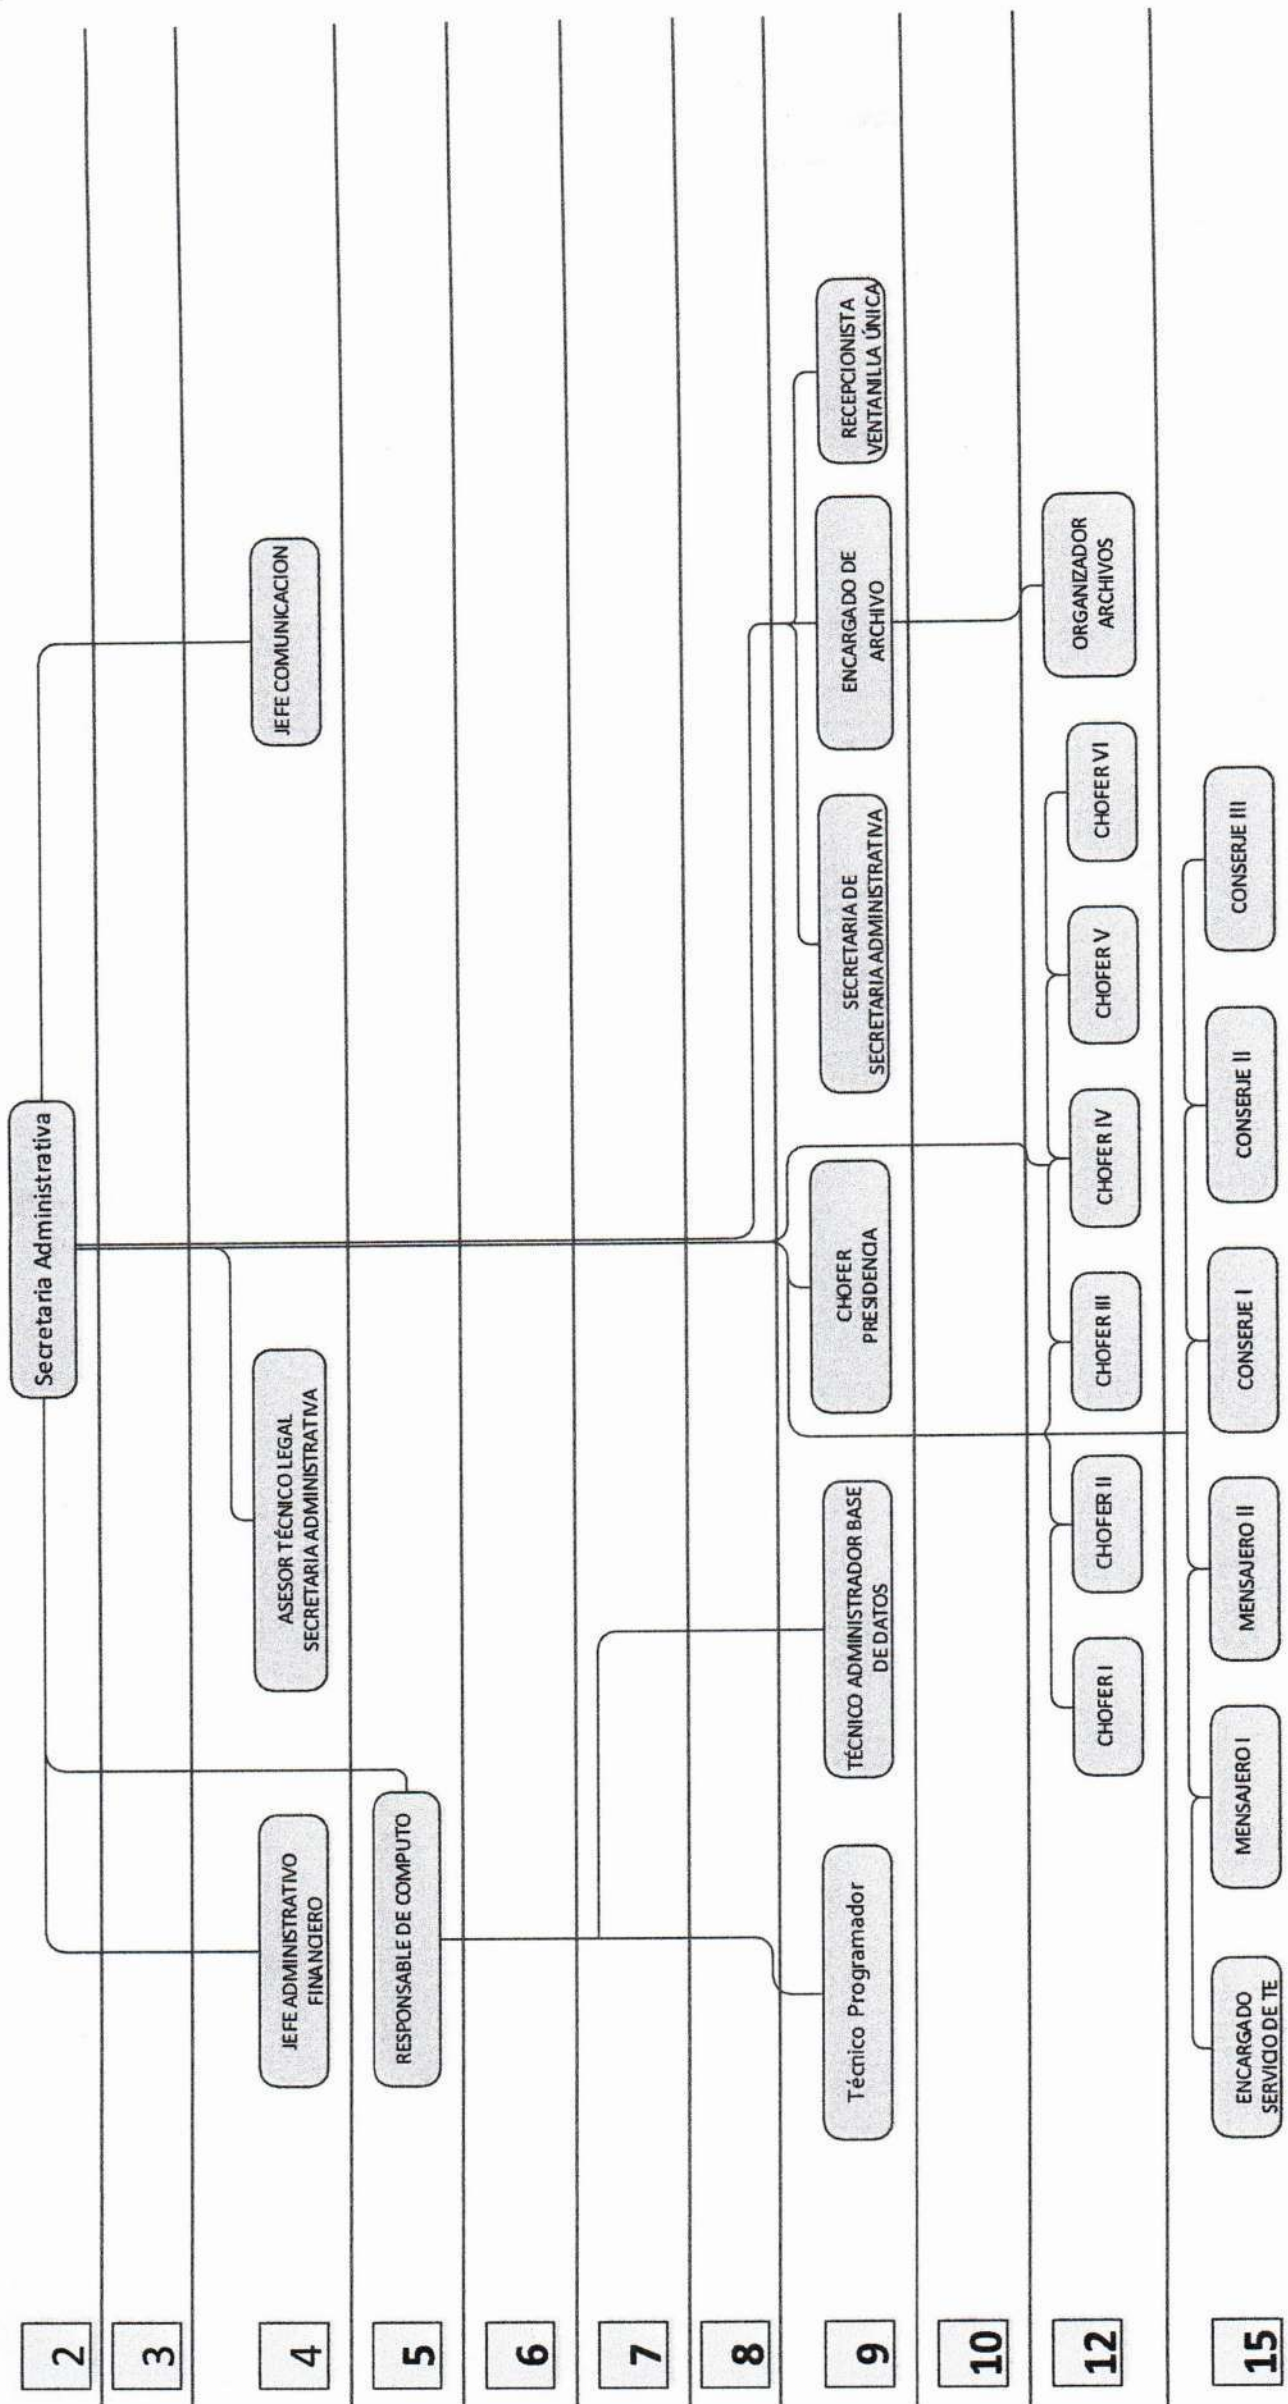 2
Secretaria Administrativa
3
4
JEFE ADMINISTRATIVO
FINANCIERO
ASESOR TÉCNICO LEGAL
SECRETARIA ADMINISTRATIVA
JEFE COMUNICACION
5
RESPONSABLE DE COMPUTO
6
7
8
9
Técnico Programador
TÉCNICO ADMINISTRADOR BASE
DE DATOS
CHOFER
PRESIDENCIA
SECRETARIA DE
SECRETARIA ADMINISTRATIVA
ENCARGADO DE
ARCHIVO
RECEPCIONISTA
VENTANILLA ÚNICA
10
12
CHOFER I
CHOFER II
CHOFER III
CHOFER IV
CHOFER V
CHOFER VI
ORGANIZADOR
ARCHIVOS
15
ENCARGADO
SERVICIO DE TE
MENSAJERO I
MENSAJERO II
CONSERJE I
CONSERJE II
CONSERJE III